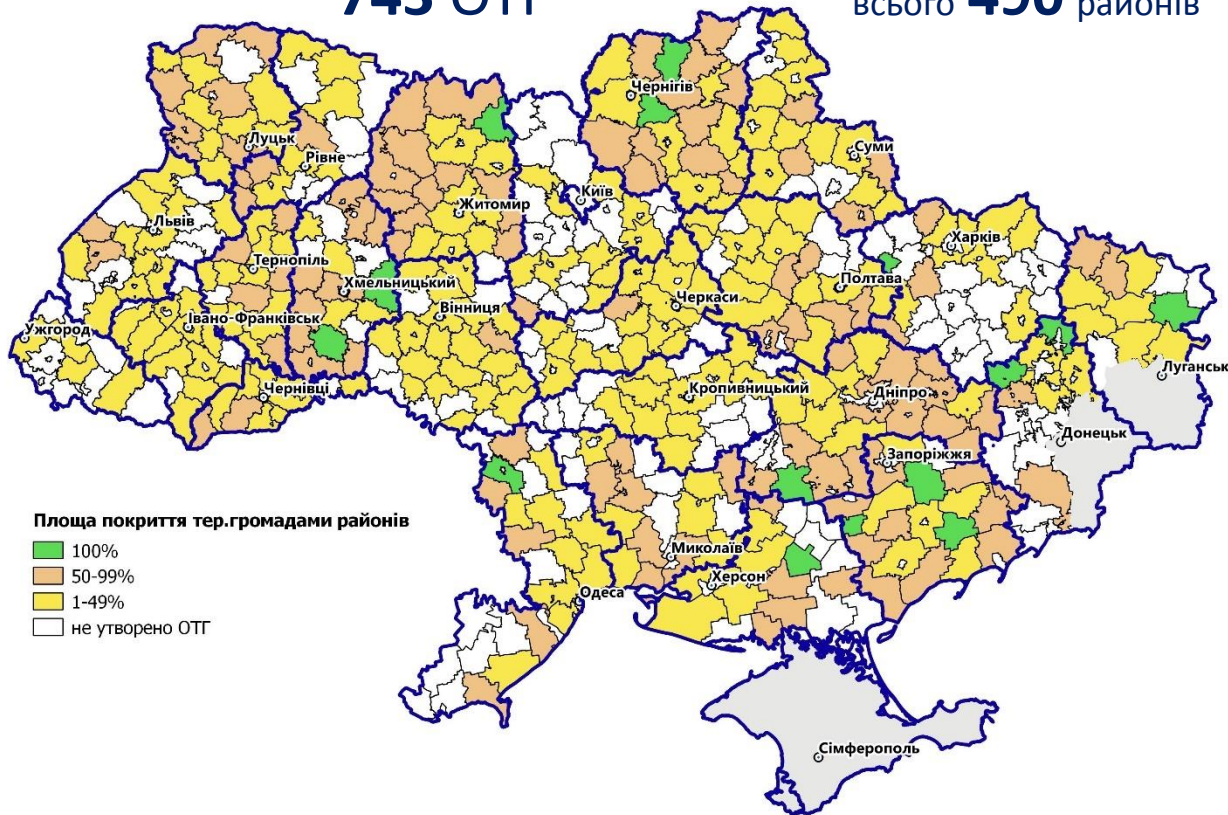 743 ОТГ
всього 490 районів
Чернігів
Луцьк
Рівне
Суми
Київ
Житомир
Львів
Харків
Тернопіль
Хмельницький
Полтава
Черкаси
Вінниця
Івано-Франківськ
Ужгород
Луганськ
Чернівці
Кропивницький
Дніпро
Донецьк
Запоріжжя
Площа покриття тер.громадами районів
100%
50-99%
1-49%
не утворено ОТГ
Миколаїв
Херсон
Одеса
Сімферополь